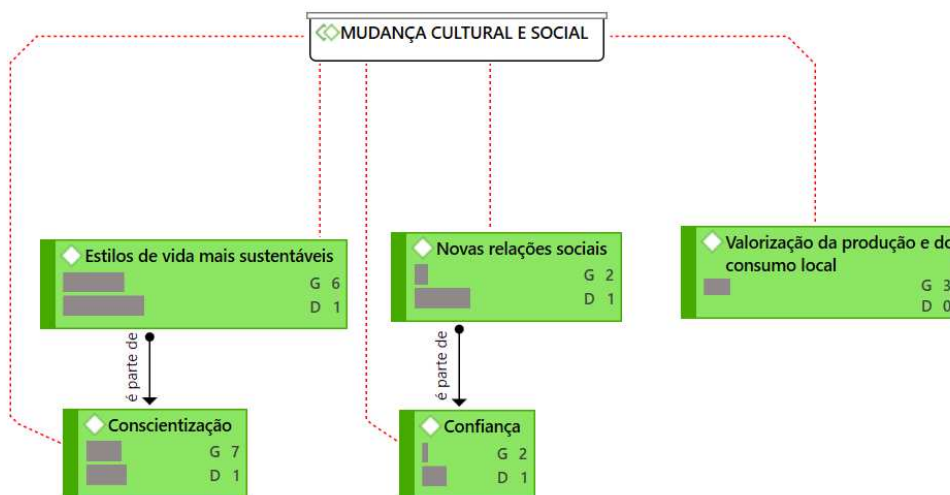 MUDANÇA CULTURAL E SOCIAL
Estilos de vida mais sustentáveis
G 6
D 1
Novas relações sociais
G 2
D 1
Valorização da produção e do
consumo local
G 3
D 0
é parte de
é parte de
Conscientização
G 7
D 1
Confiança
G 2
D 1